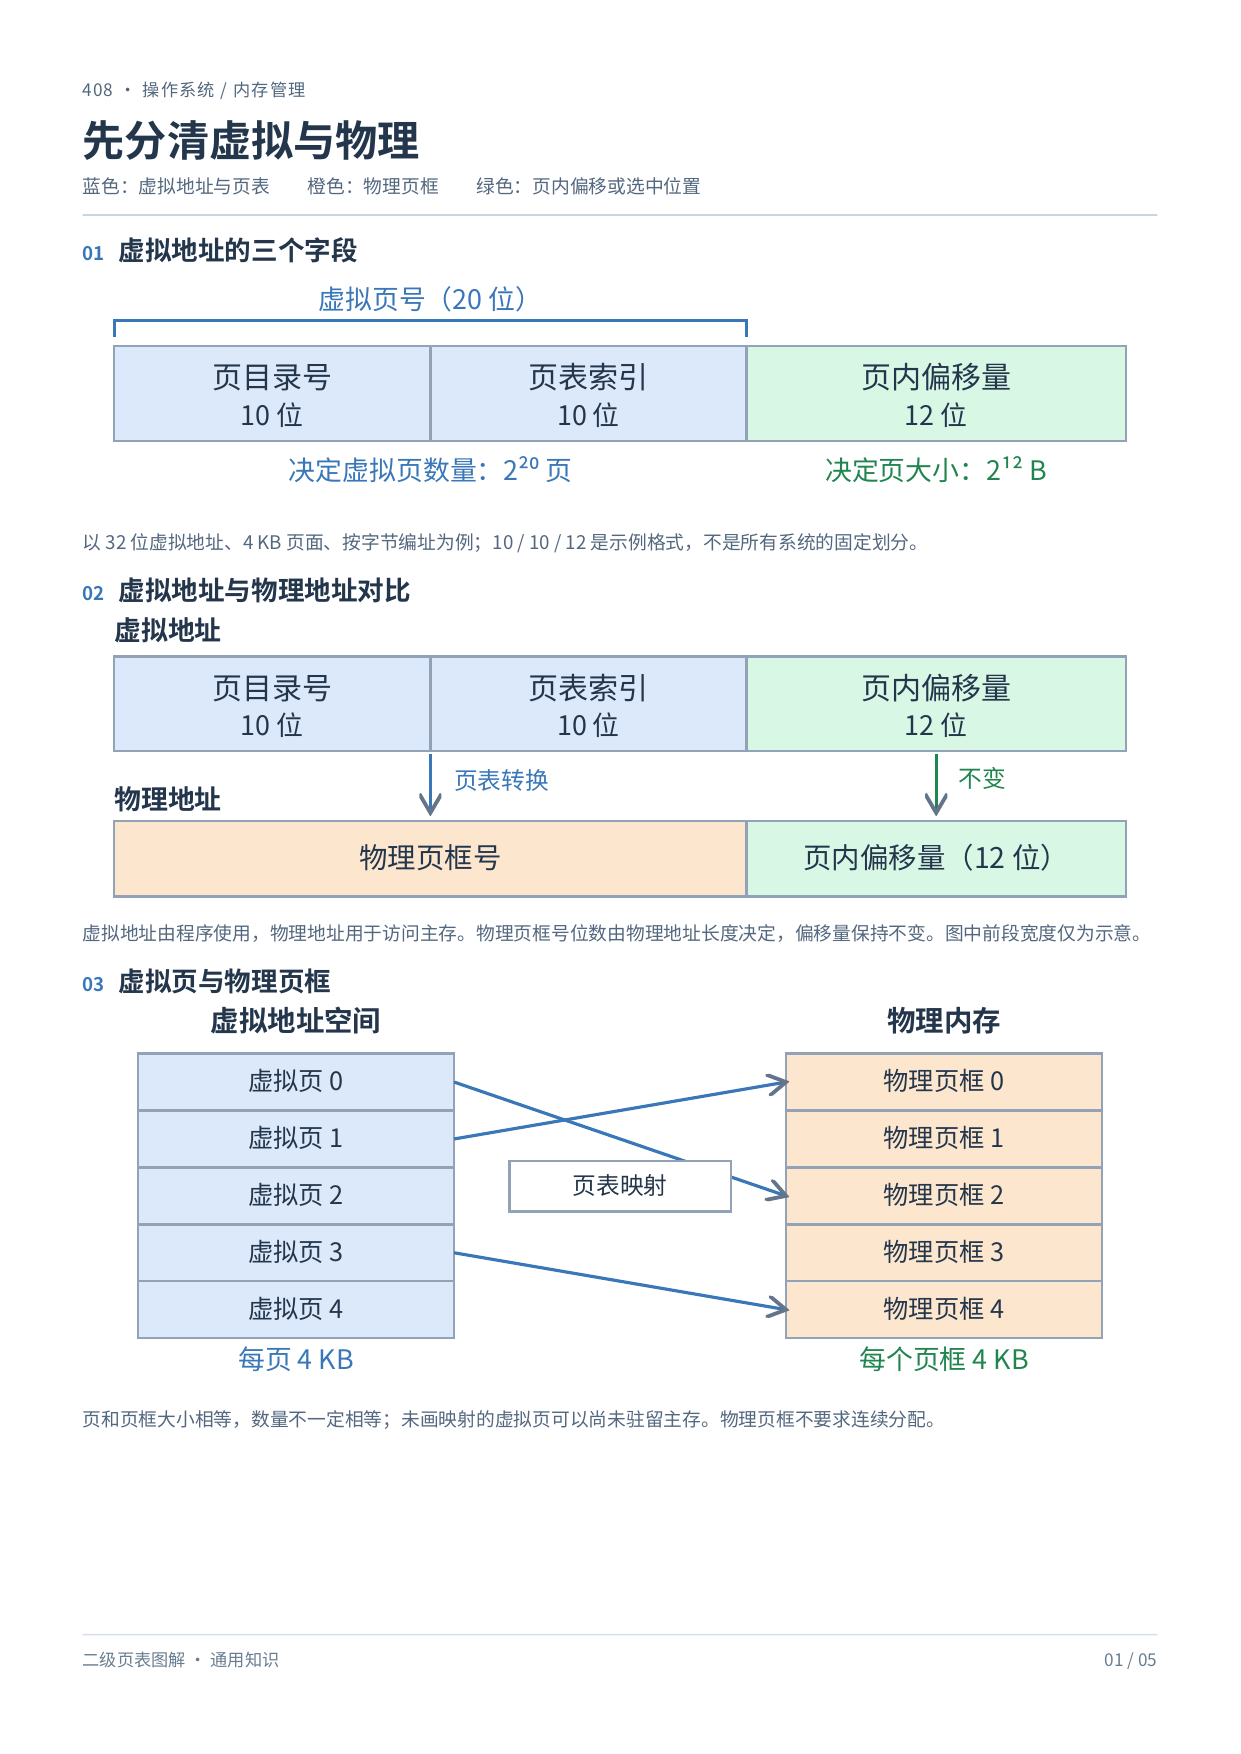 408 · 操作系统 / 内存管理
先分清虚拟与物理
蓝色：虚拟地址与页表 橙色：物理页框 绿色：页内偏移或选中位置
01 虚拟地址的三个字段
虚拟页号（20 位）
页目录号 页表索引 页内偏移量
10 位 10 位 12 位
决定虚拟页数量：2²⁰ 页 决定页大小：2¹² B
以 32 位虚拟地址、4 KB 页面、按字节编址为例；10 / 10 / 12 是示例格式，不是所有系统的固定划分。
02 虚拟地址与物理地址对比
虚拟地址
页目录号 页表索引 页内偏移量
10 位 10 位 12 位
页表转换 不变
物理地址
物理页框号 页内偏移量（12 位）
虚拟地址由程序使用，物理地址用于访问主存。物理页框号位数由物理地址长度决定，偏移量保持不变。图中前段宽度仅为示意。
03 虚拟页与物理页框
虚拟地址空间 物理内存
虚拟页 0 物理页框 0
虚拟页 1 物理页框 1
页表映射
虚拟页 2 物理页框 2
虚拟页 3 物理页框 3
虚拟页 4 物理页框 4
每页 4 KB 每个页框 4 KB
页和页框大小相等，数量不一定相等；未画映射的虚拟页可以尚未驻留主存。物理页框不要求连续分配。
二级页表图解 · 通用知识 01 / 05